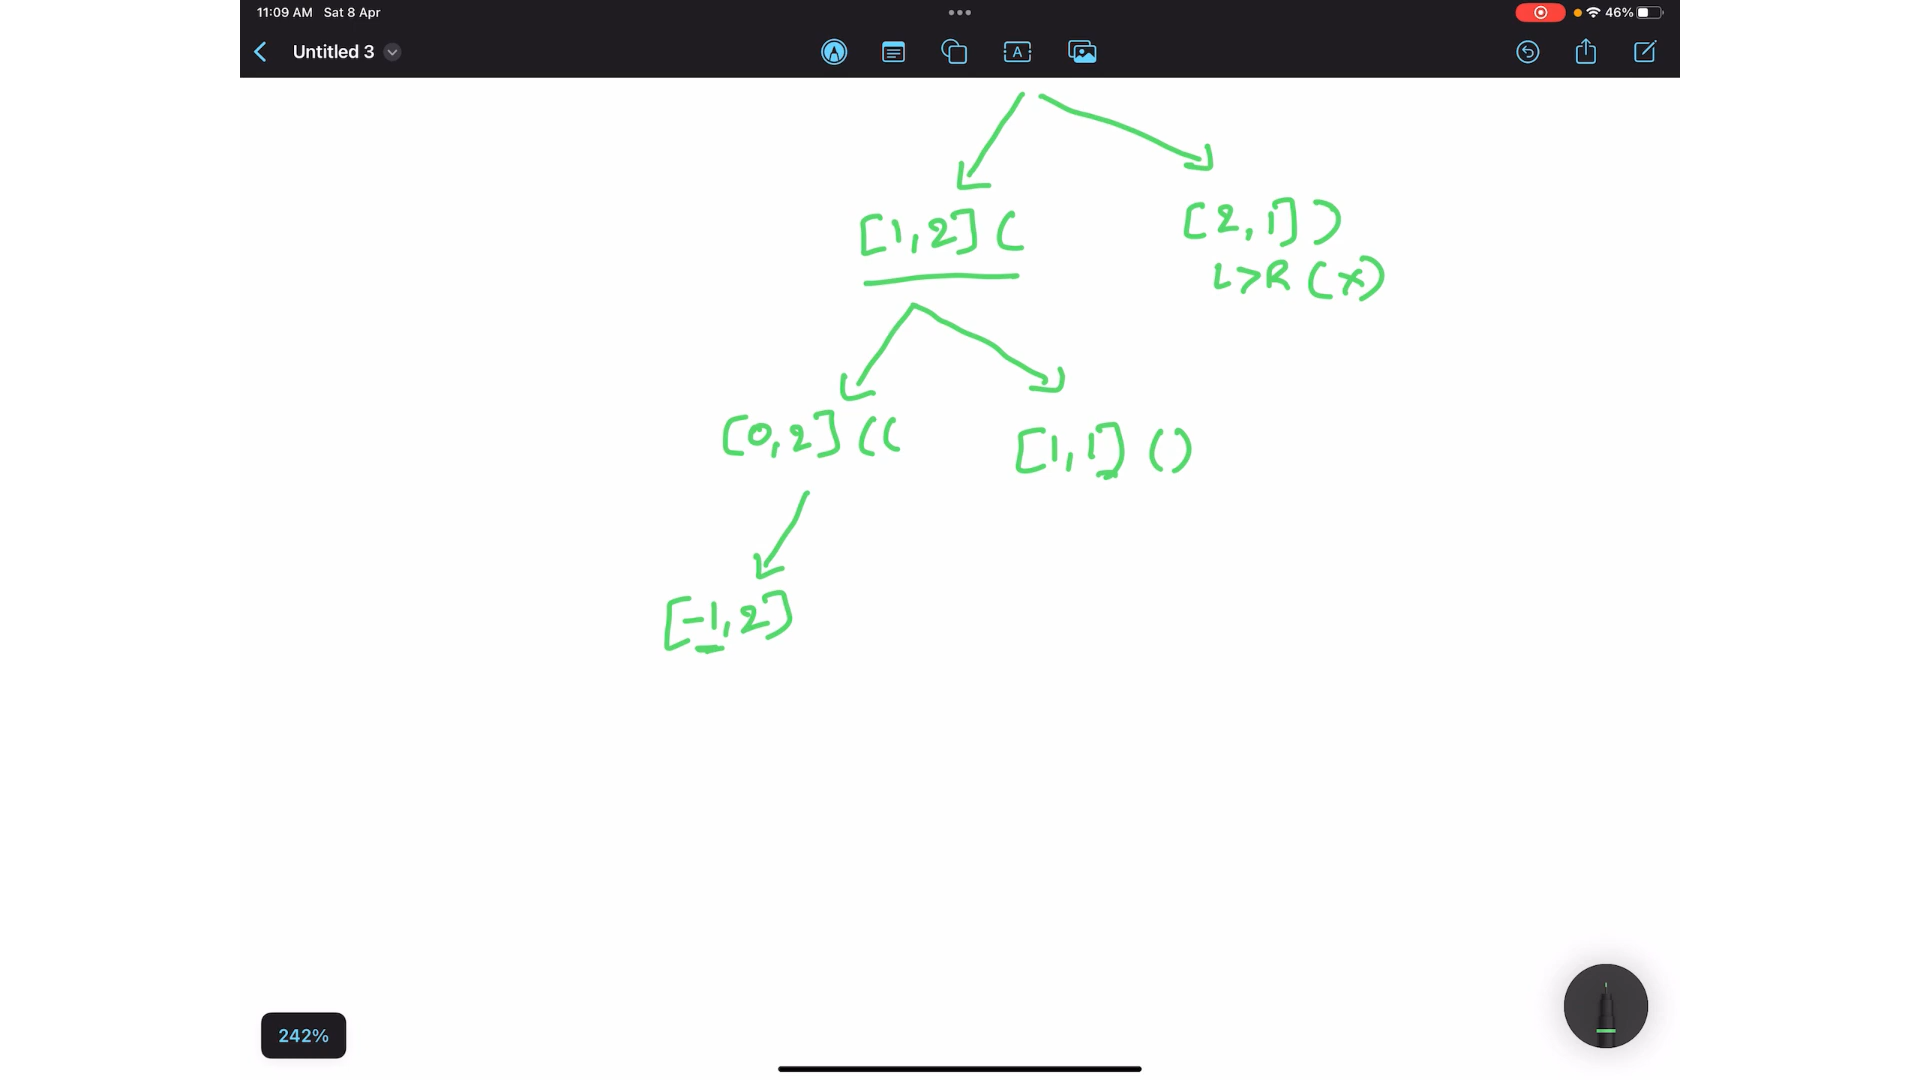 11:09 AM Sat 8 Apr
46%
Untitled 3
A
[1,2] (
[2,1] )
L>R (x)
[0,2] ((
[1,1] ()
[-1,2]
242%